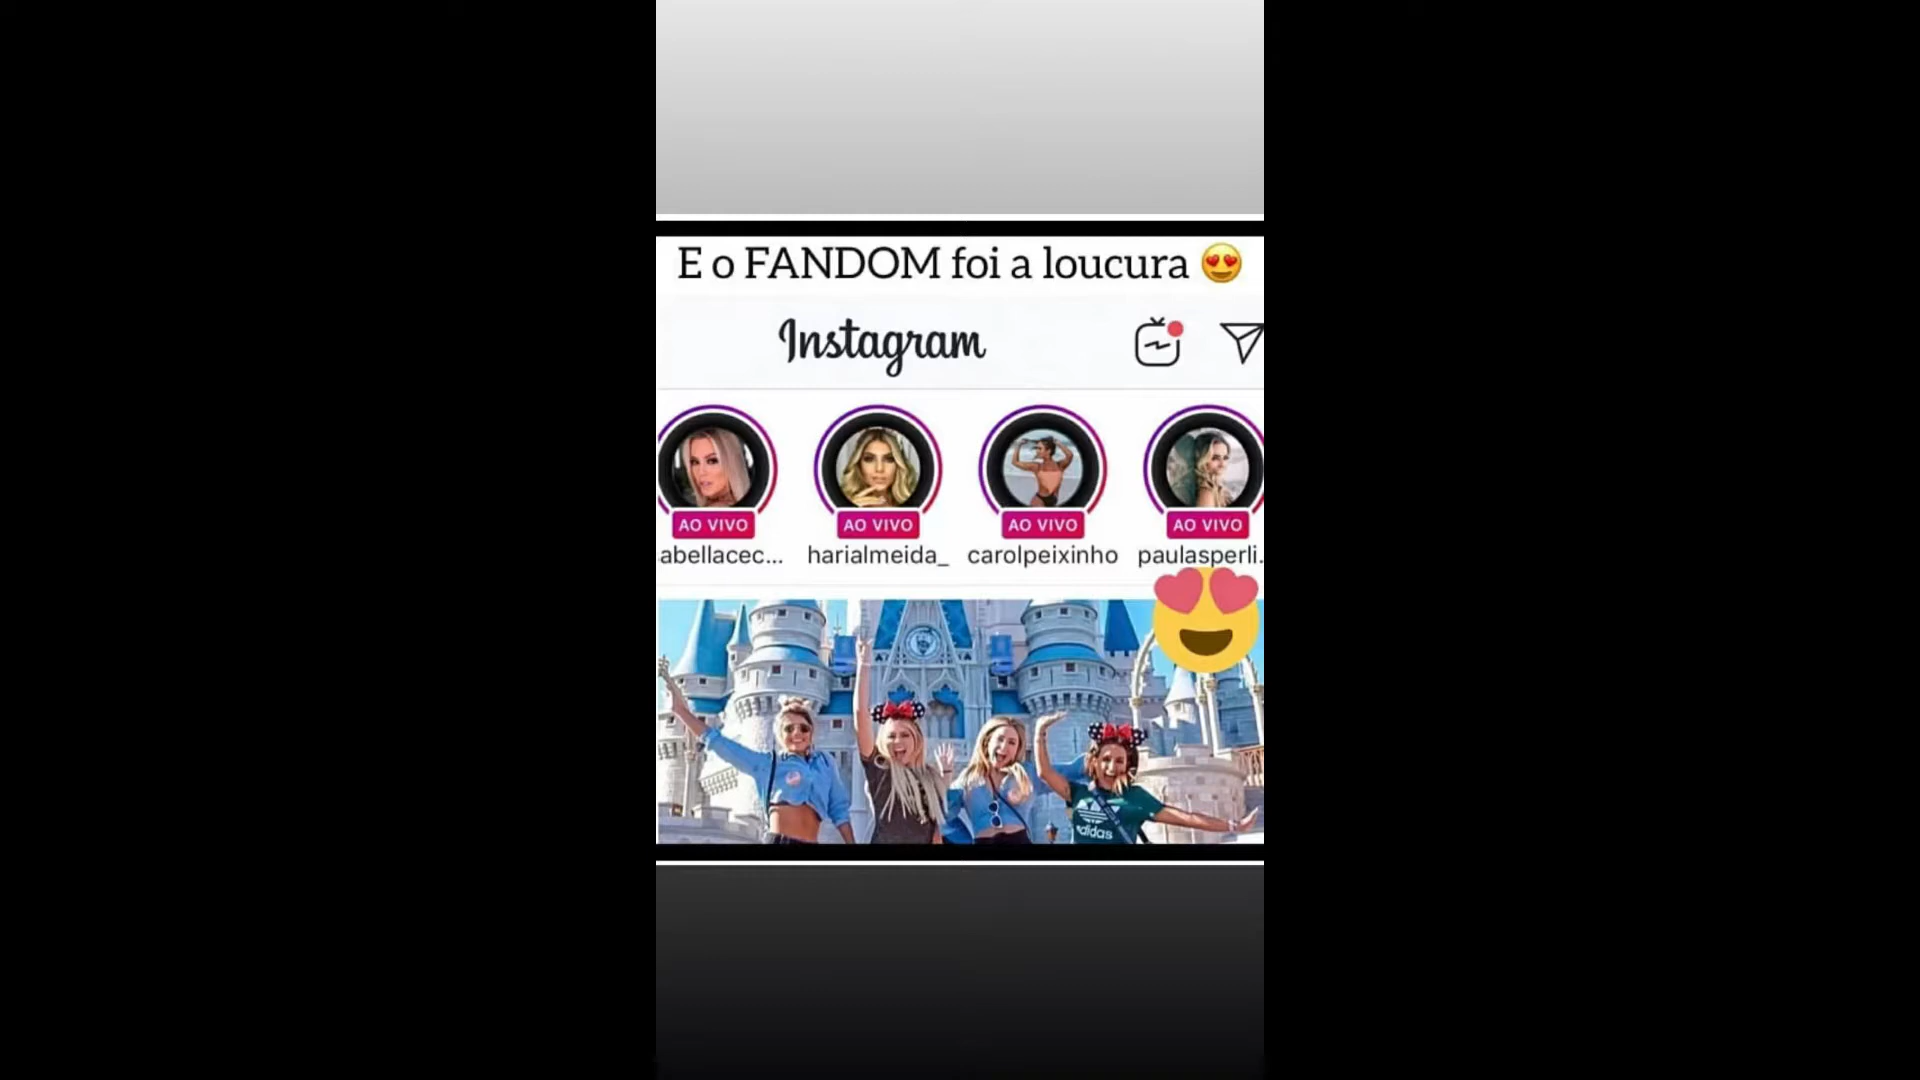 E o FANDOM foi a loucura 😍
Instagram
AO VIVO AO VIVO AO VIVO AO VIVO
abellacec... harialmeida_ carolpeixinho paulasperli.
adidas